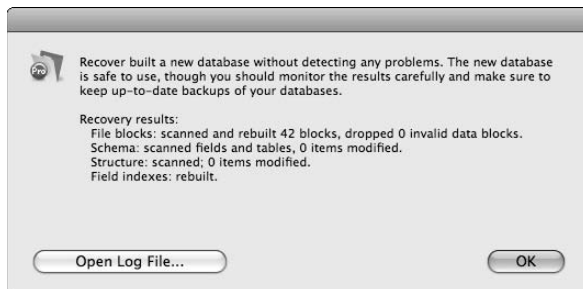 Pro
Recover built a new database without detecting any problems. The new database
is safe to use, though you should monitor the results carefully and make sure to
keep up-to-date backups of your databases.
Recovery results:
File blocks: scanned and rebuilt 42 blocks, dropped 0 invalid data blocks.
Schema: scanned fields and tables, 0 items modified.
Structure: scanned; 0 items modified.
Field indexes: rebuilt.
Open Log File...
OK